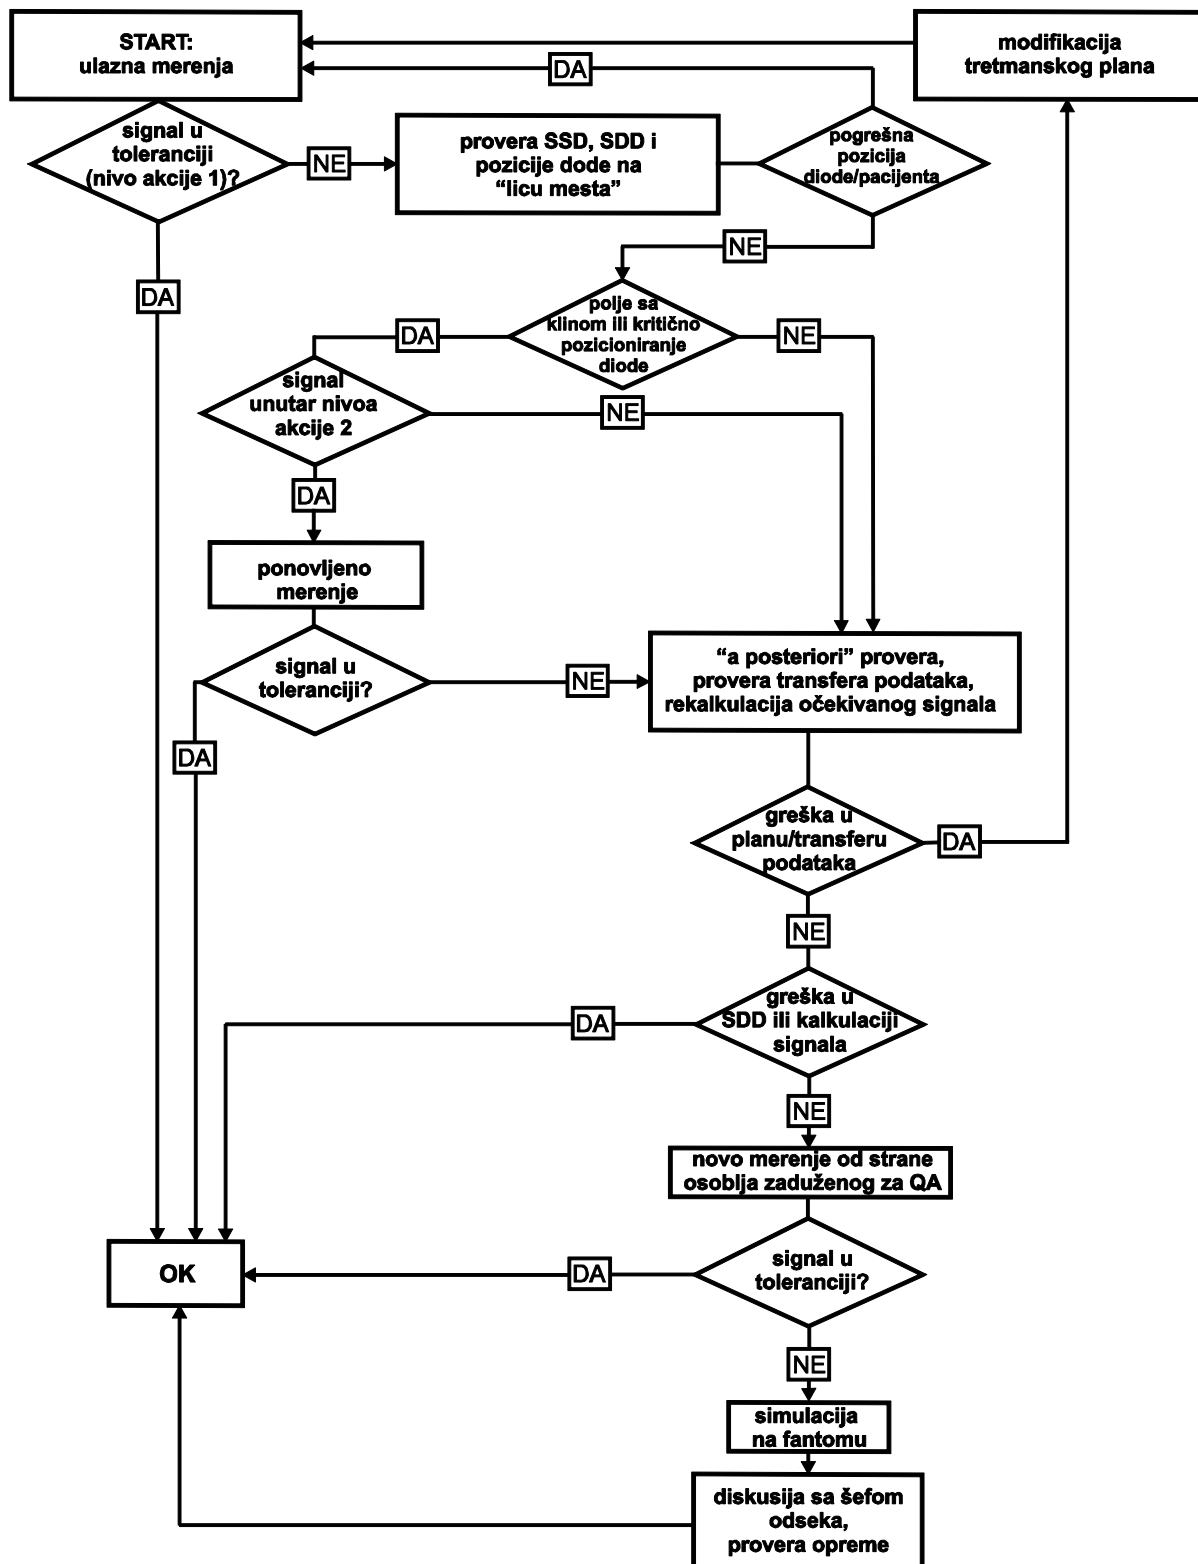 START:
ulazna merenja
modifikacija
tretmanskog plana
DA
signal u
toleranciji
(nivo akcije 1)?
NE
provera SSD, SDD i
pozicije dode na
“licu mesta”
pogrešna
pozicija
diode/pacijenta
NE
DA
polje sa
klinom ili kritično
pozicioniranje
diode
DA
NE
signal
unutar nivoa
akcije 2
NE
DA
ponovljeno
merenje
signal u
toleranciji?
NE
“a posteriori” provera,
provera transfera podataka,
rekalkulacija očekivanog signala
DA
greška u
planu/transferu
podataka
DA
NE
greška u
SDD ili kalkulaciji
signala
DA
NE
novo merenje od strane
osoblja zaduženog za QA
signal u
toleranciji?
DA
OK
NE
simulacija
na fantomu
diskusija sa šefom
odseka,
provera opreme